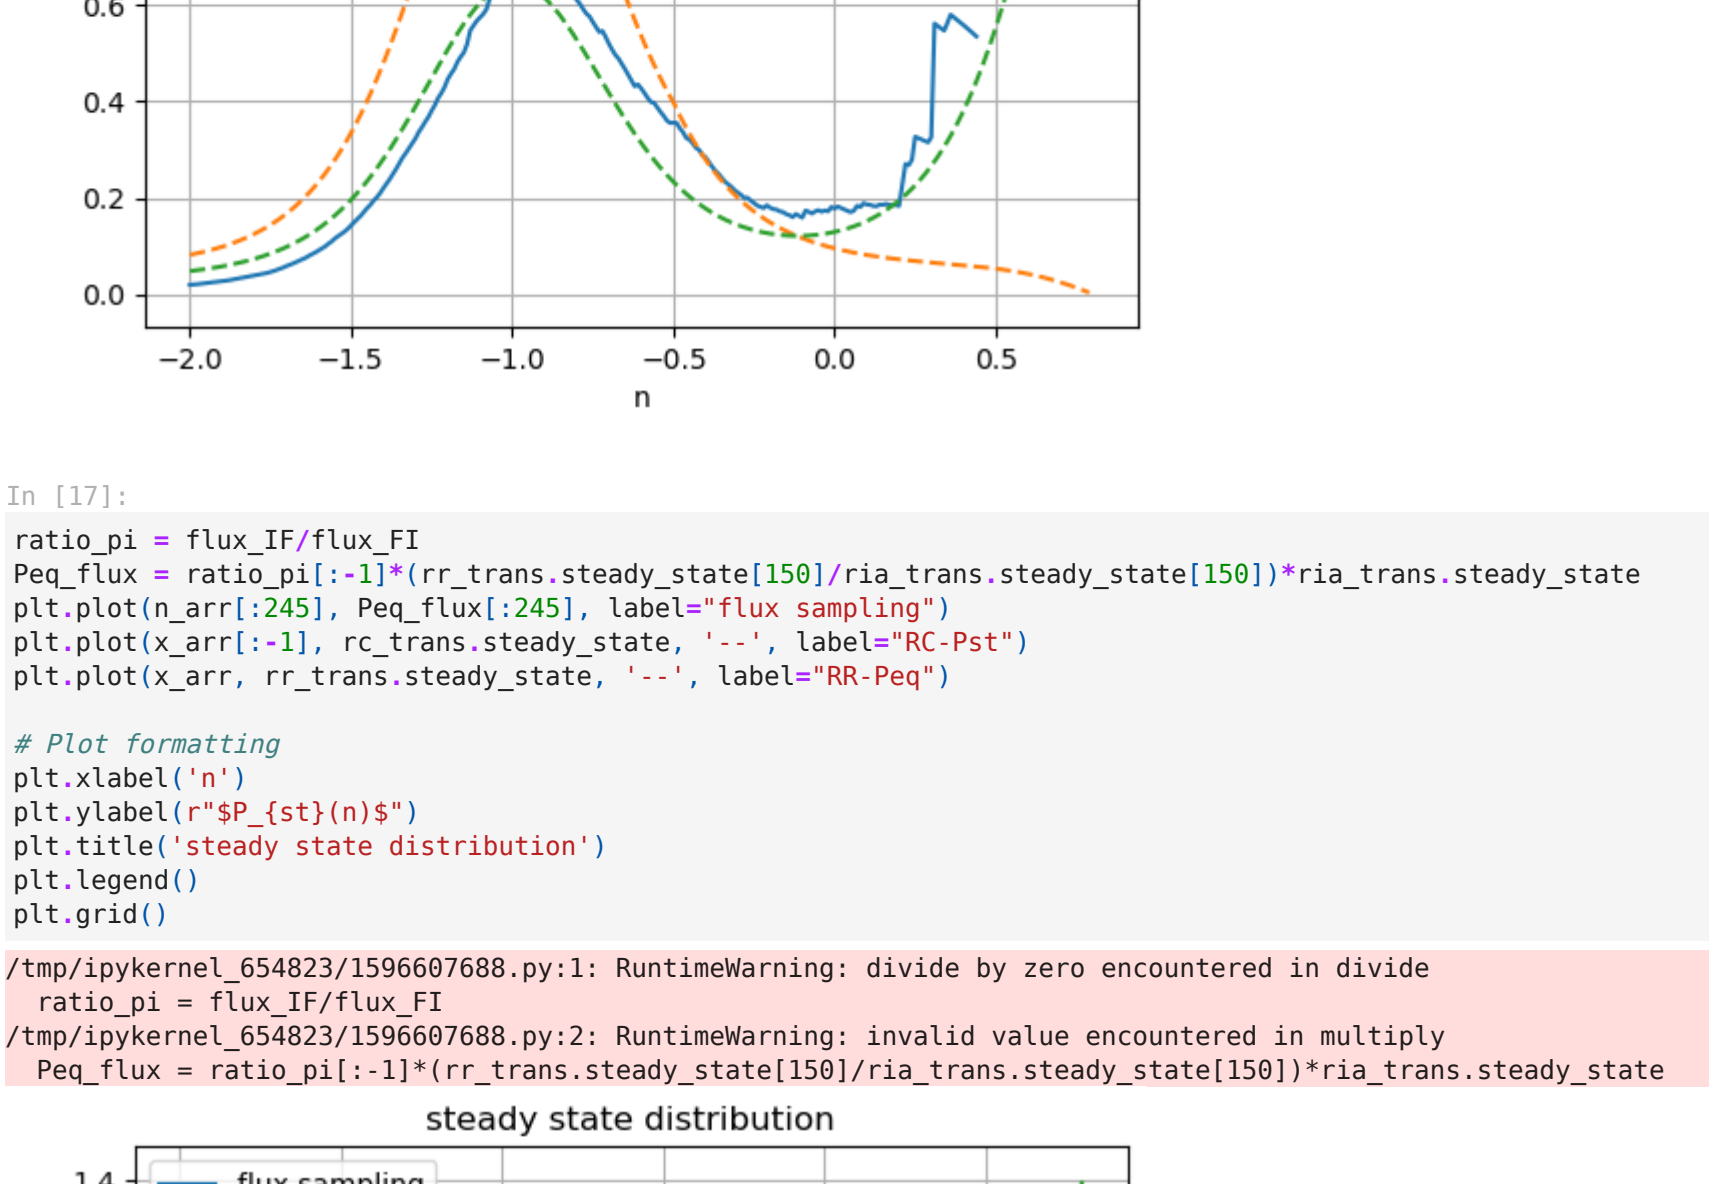 0.6
0.4
0.2
0.0
−2.0 −1.5 −1.0 −0.5 0.0 0.5
n
In [17]:
ratio_pi = flux_IF/flux_FI
Peq_flux = ratio_pi[:-1]*(rr_trans.steady_state[150]/ria_trans.steady_state[150])*ria_trans.steady_state
plt.plot(n_arr[:245], Peq_flux[:245], label="flux sampling")
plt.plot(x_arr[:-1], rc_trans.steady_state, '--', label="RC-Pst")
plt.plot(x_arr, rr_trans.steady_state, '--', label="RR-Peq")
# Plot formatting
plt.xlabel('n')
plt.ylabel(r"$P_{st}(n)$")
plt.title('steady state distribution')
plt.legend()
plt.grid()
/tmp/ipykernel_654823/1596607688.py:1: RuntimeWarning: divide by zero encountered in divide
  ratio_pi = flux_IF/flux_FI
/tmp/ipykernel_654823/1596607688.py:2: RuntimeWarning: invalid value encountered in multiply
  Peq_flux = ratio_pi[:-1]*(rr_trans.steady_state[150]/ria_trans.steady_state[150])*ria_trans.steady_state
steady state distribution
1.4
flux sampling